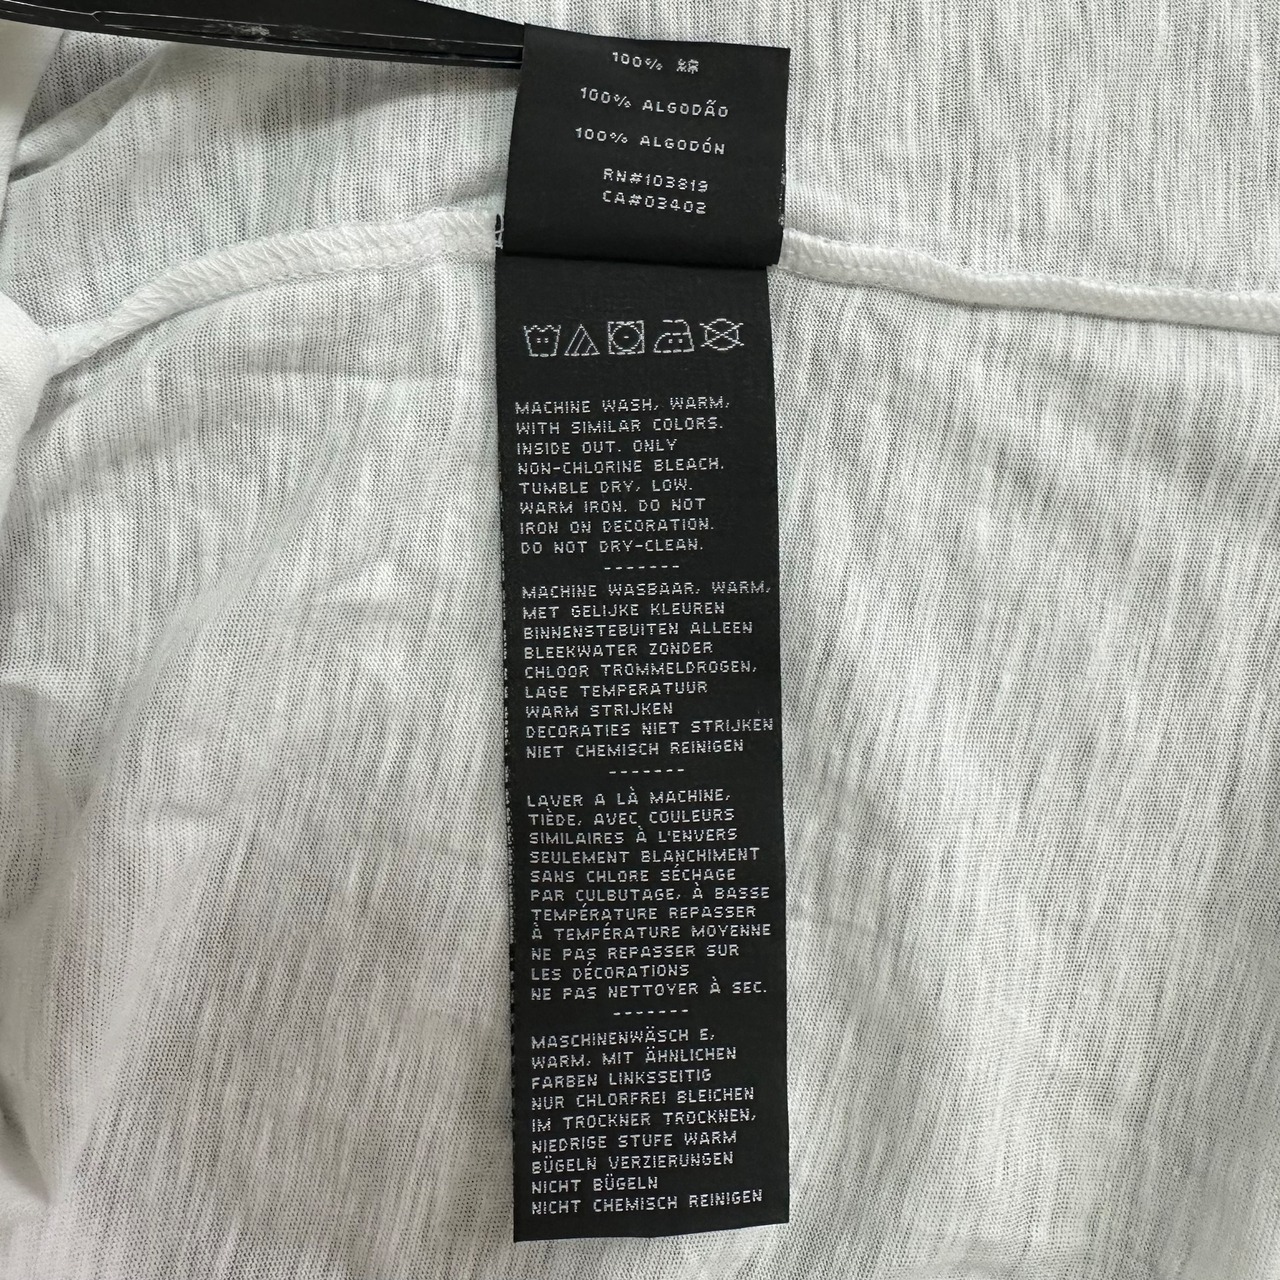 100% 綿
100% ALGODÃO
100% ALGODÓN
RN#103819
CA#03402
MACHINE WASH, WARM,
WITH SIMILAR COLORS.
INSIDE OUT. ONLY
NON-CHLORINE BLEACH.
TUMBLE DRY, LOW.
WARM IRON. DO NOT
IRON ON DECORATION.
DO NOT DRY-CLEAN.
-------
MACHINE WASBAAR, WARM,
MET GELIJKE KLEUREN
BINNENSTEBUITEN ALLEEN
BLEEKWATER ZONDER
CHLOOR TROMMELDROGEN,
LAGE TEMPERATUUR
WARM STRIJKEN
DECORATIES NIET STRIJKEN
NIET CHEMISCH REINIGEN
-------
LAVER A LÀ MACHINE,
TIÈDE, AVEC COULEURS
SIMILAIRES À L'ENVERS
SEULEMENT BLANCHIMENT
SANS CHLORE SÉCHAGE
PAR CULBUTAGE, À BASSE
TEMPÉRATURE REPASSER
À TEMPÉRATURE MOYENNE
NE PAS REPASSER SUR
LES DÉCORATIONS
NE PAS NETTOYER À SEC.
-------
MASCHINENWÄSCH E,
WARM, MIT ÄHNLICHEN
FARBEN LINKSSEITIG
NUR CHLORFREI BLEICHEN
IM TROCKNER TROCKNEN,
NIEDRIGE STUFE WARM
BÜGELN VERZIERUNGEN
NICHT BÜGELN
NICHT CHEMISCH REINIGEN